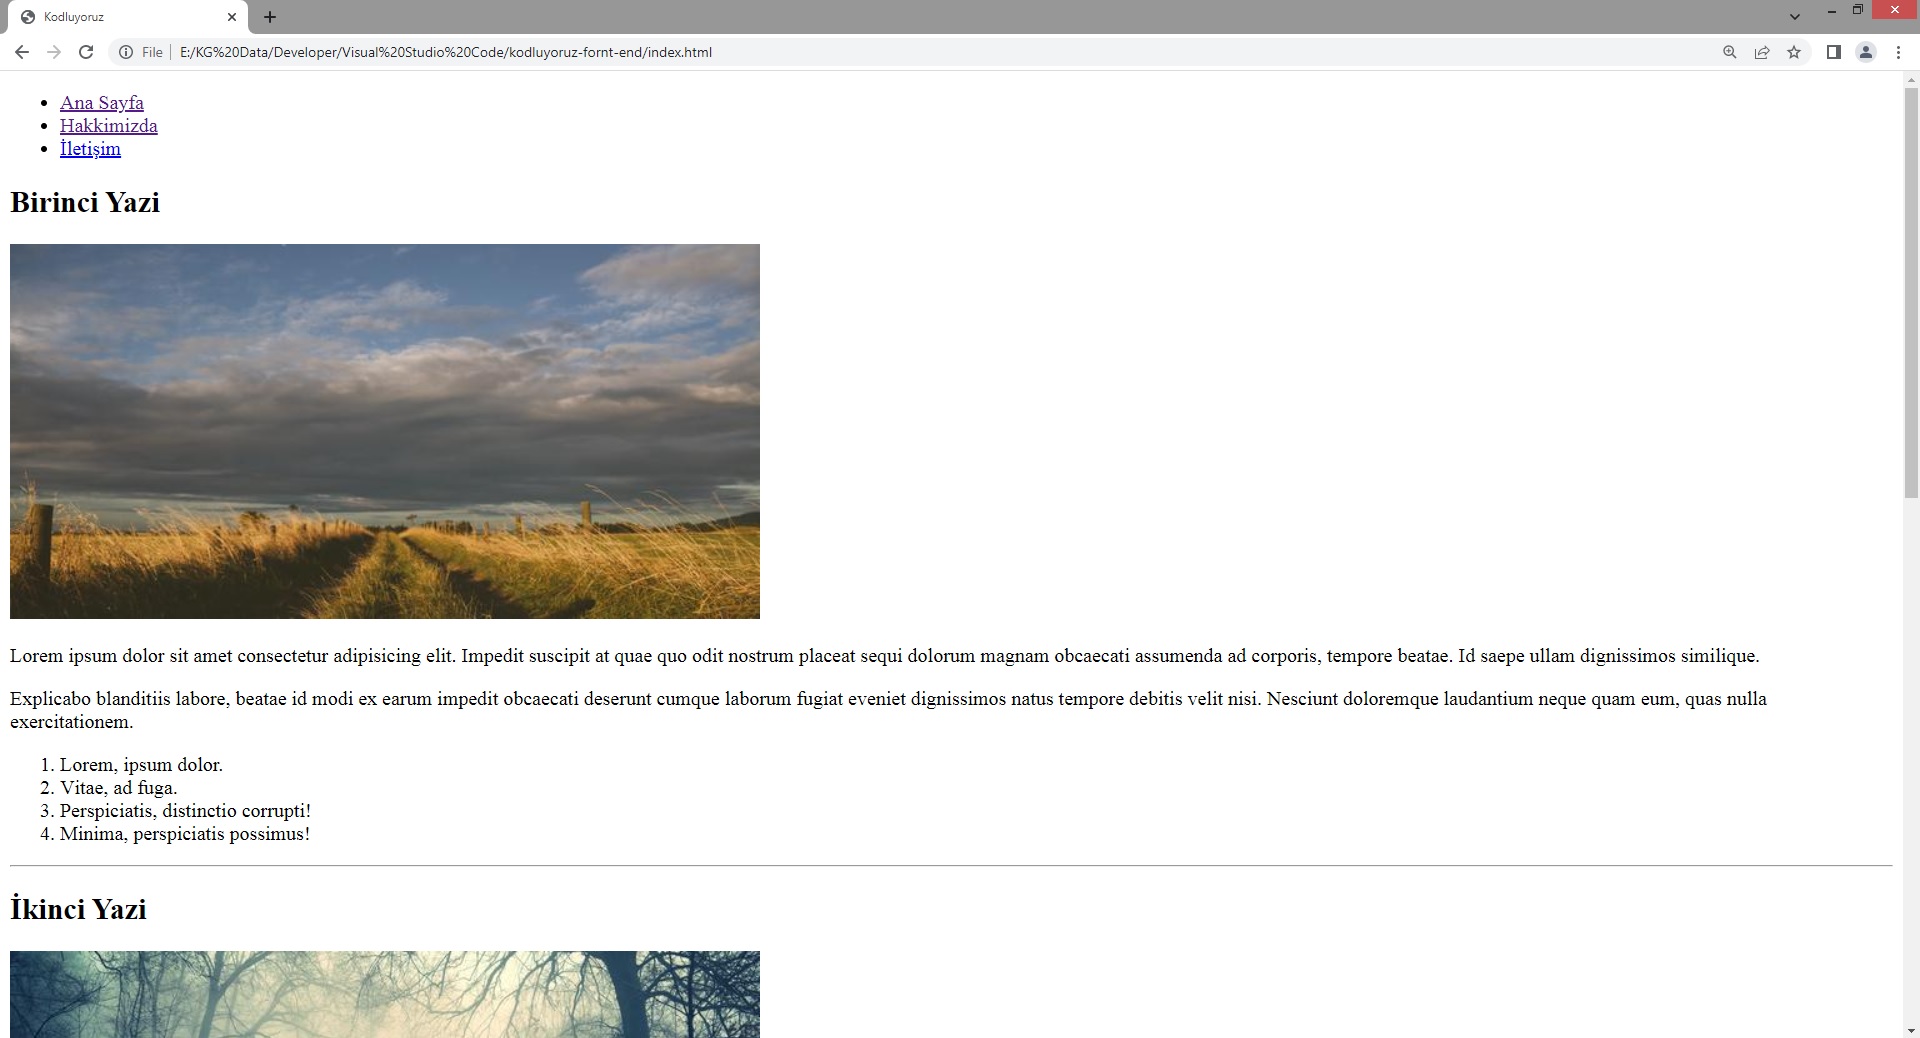 Kodluyoruz
File
E:/KG%20Data/Developer/Visual%20Studio%20Code/kodluyoruz-fornt-end/index.html
Ana Sayfa
Hakkimizda
İletişim
Birinci Yazi
Lorem ipsum dolor sit amet consectetur adipisicing elit. Impedit suscipit at quae quo odit nostrum placeat sequi dolorum magnam obcaecati assumenda ad corporis, tempore beatae. Id saepe ullam dignissimos similique.
Explicabo blanditiis labore, beatae id modi ex earum impedit obcaecati deserunt cumque laborum fugiat eveniet dignissimos natus tempore debitis velit nisi. Nesciunt doloremque laudantium neque quam eum, quas nulla
exercitationem.
1. Lorem, ipsum dolor.
2. Vitae, ad fuga.
3. Perspiciatis, distinctio corrupti!
4. Minima, perspiciatis possimus!
İkinci Yazi